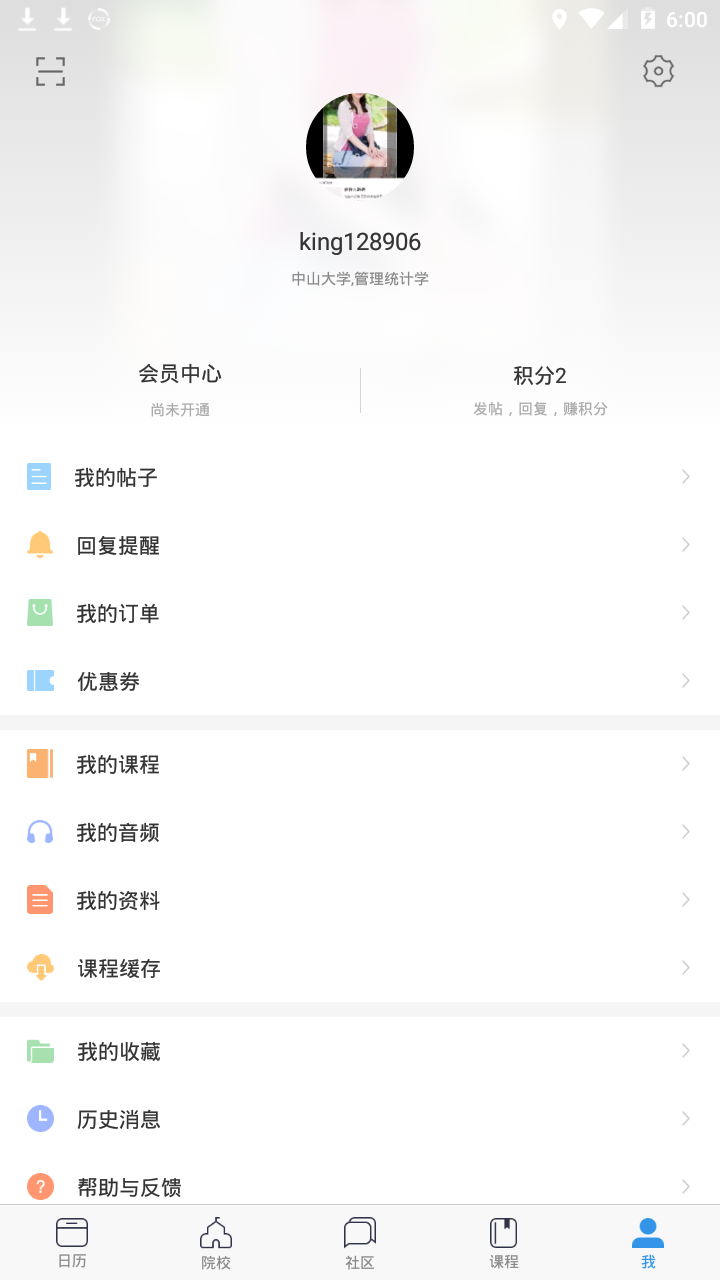 6:00
king128906
中山大学,管理统计学
会员中心
积分2
尚未开通
发帖，回复，赚积分
我的帖子
回复提醒
我的订单
优惠券
我的课程
我的音频
我的资料
课程缓存
我的收藏
历史消息
帮助与反馈
日历
院校
社区
课程
我